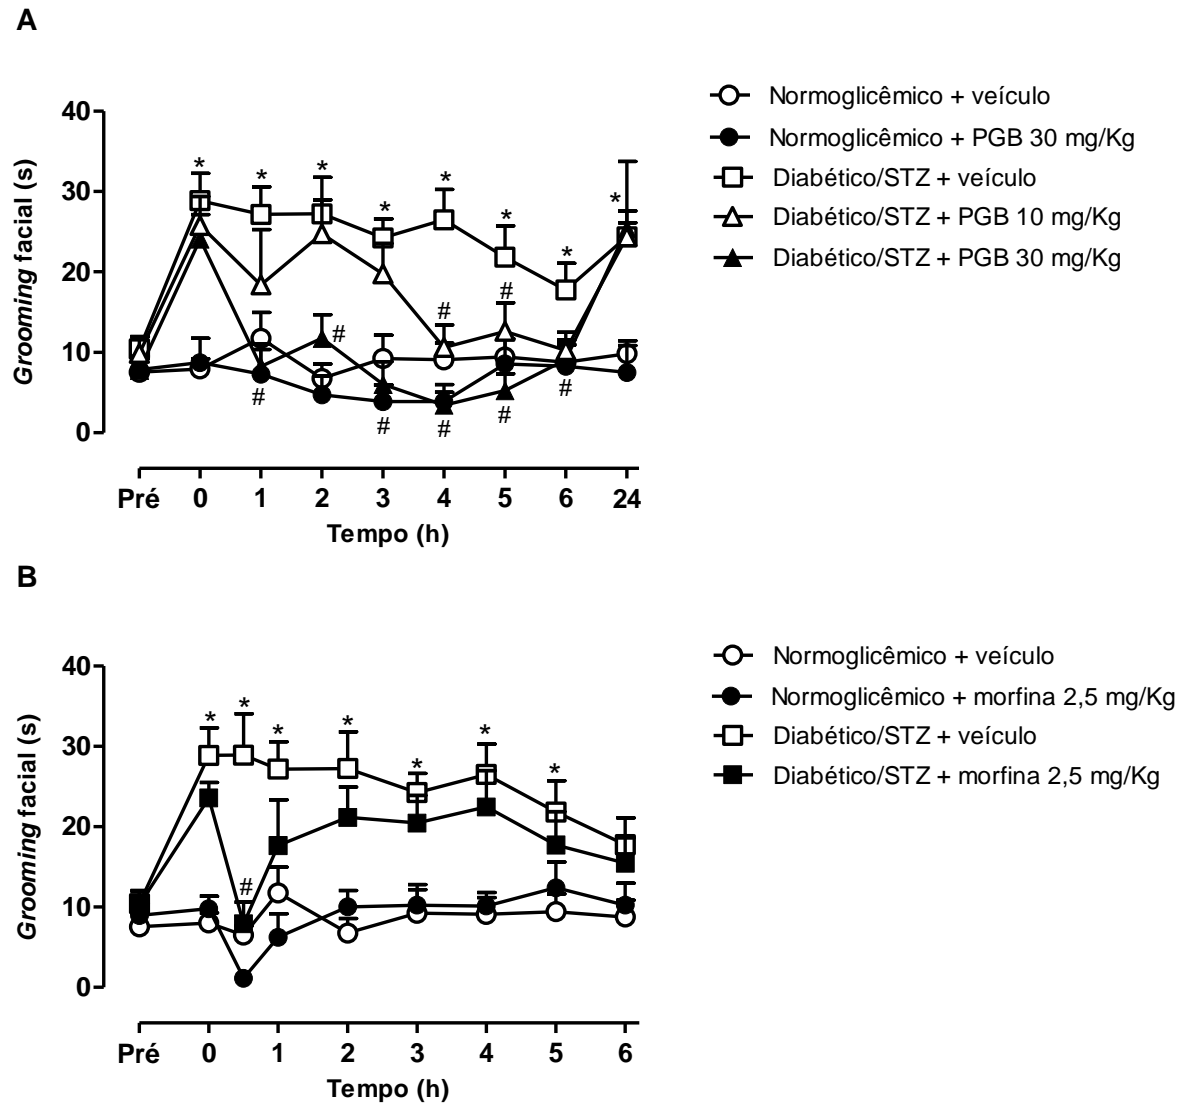 A
Normoglicêmico + veículo
Normoglicêmico + PGB 30 mg/Kg
Diabético/STZ + veículo
Diabético/STZ + PGB 10 mg/Kg
Diabético/STZ + PGB 30 mg/Kg
Grooming facial (s)
40
30
20
10
0
* * * * * * * *
# # # # # # # #
Pré 0 1 2 3 4 5 6 24
Tempo (h)
B
Normoglicêmico + veículo
Normoglicêmico + morfina 2,5 mg/Kg
Diabético/STZ + veículo
Diabético/STZ + morfina 2,5 mg/Kg
Grooming facial (s)
40
30
20
10
0
* * * * * * *
#
Pré 0 1 2 3 4 5 6
Tempo (h)